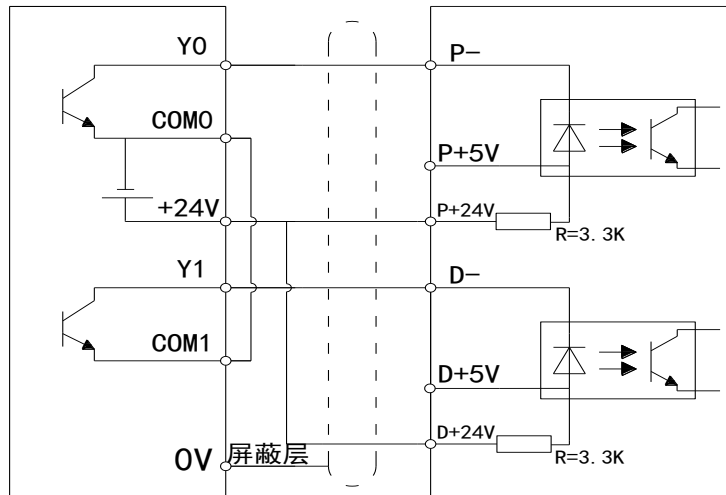 Y0
P-
COM0
P+5V
+24V
P+24V
R=3.3K
Y1
D-
COM1
D+5V
D+24V
0V
屏蔽层
R=3.3K